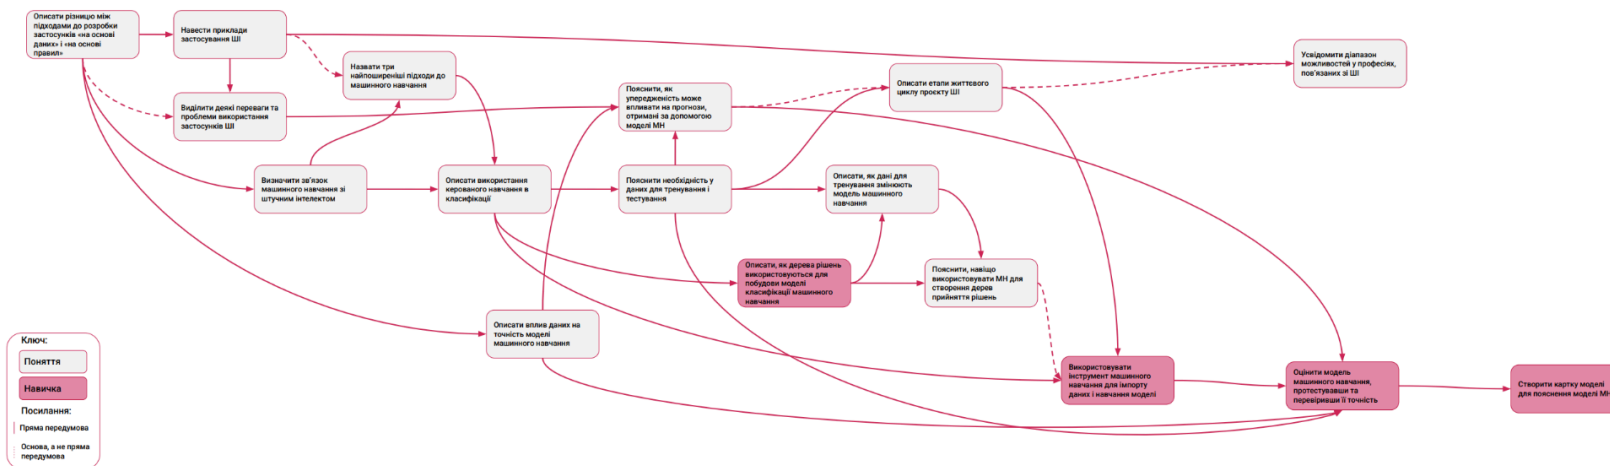 Описати різницю між
підходами до розробки
застосунків «на основі
даних» і «на основі
правил»
Навести приклади
застосування ШІ
Виділити деякі переваги та
проблеми використання
застосунків ШІ
Назвати три
найпоширеніші підходи до
машинного навчання
Визначити зв'язок
машинного навчання зі
штучним інтелектом
Описати використання
керованого навчання в
класифікації
Пояснити, як
упередженість може
впливати на прогнози,
отримані за допомогою
моделі МН
Пояснити необхідність у
даних для тренування і
тестування
Описати етапи життєвого
циклу проєкту ШІ
Усвідомити діапазон
можливостей у професіях,
пов'язаних зі ШІ
Описати, як дані для
тренування змінюють
модель машинного
навчання
Описати, як дерева рішень
використовуються для
побудови моделі
класифікації машинного
навчання
Пояснити, навіщо
використовувати МН для
створення дерев
прийняття рішень
Описати вплив даних на
точність моделі
машинного навчання
Використовувати
інструмент машинного
навчання для імпорту
даних і навчання моделі
Оцінити модель
машинного навчання,
протестувавши та
перевіривши її точність
Створити картку моделі
для пояснення моделі МН
Ключ:
Поняття
Навичка
Посилання:
Пряма передумова
Основа, а не пряма
передумова